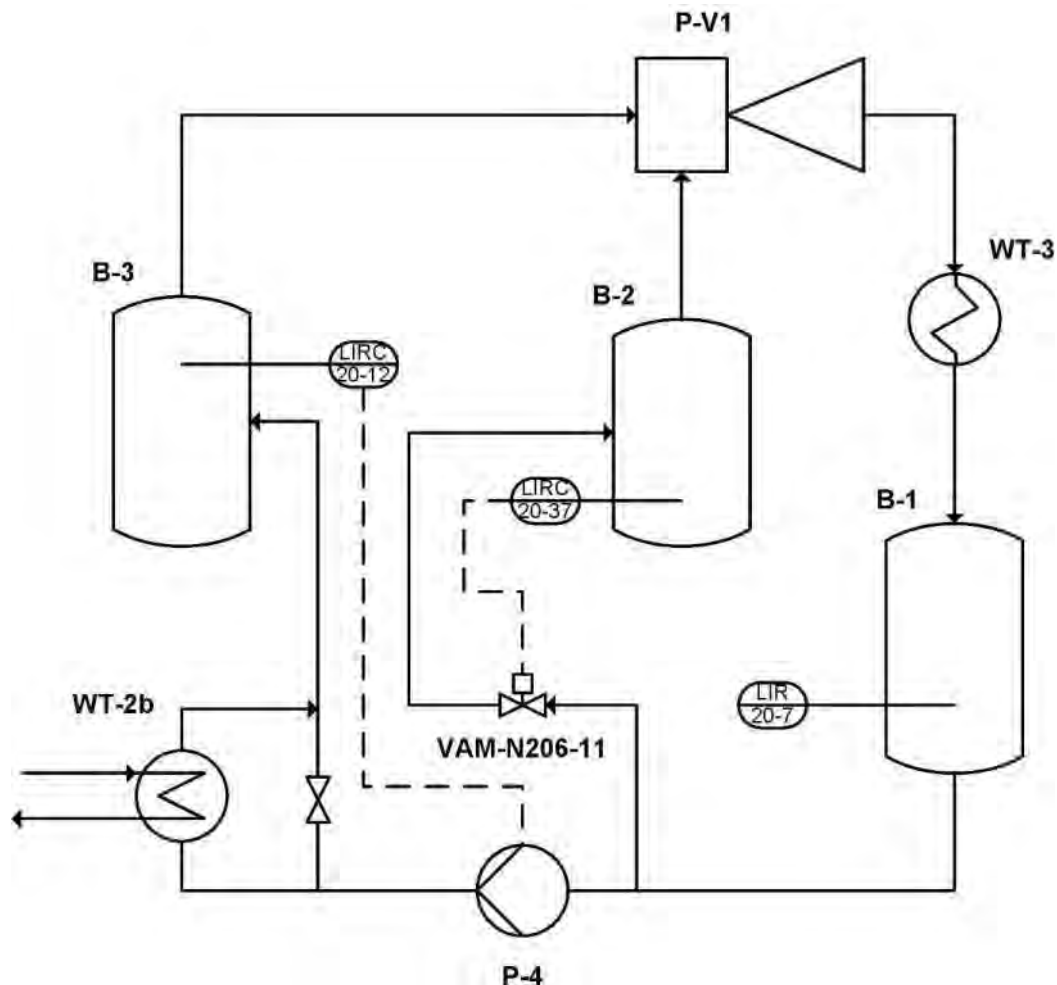 P-V1
WT-3
B-3
B-2
LIRC
20-12
LIRC
20-37
B-1
WT-2b
LIR
20-7
VAM-N206-11
P-4